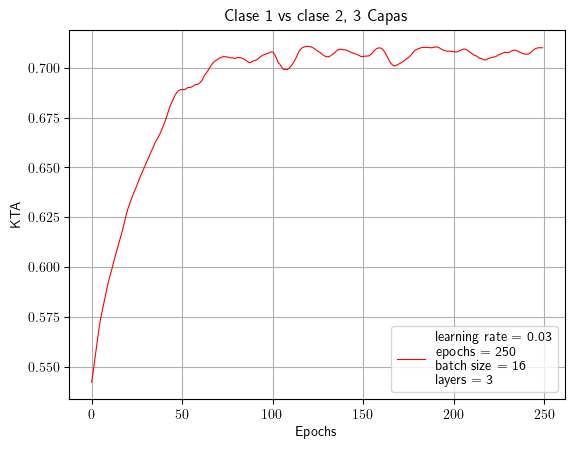 Clase 1 vs clase 2, 3 Capas
KTA
0.700
0.675
0.650
0.625
0.600
0.575
0.550
learning rate = 0.03
epochs = 250
batch size = 16
layers = 3
0 50 100 150 200 250
Epochs